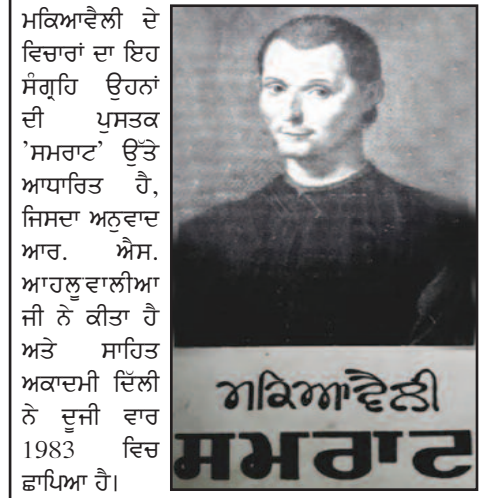 ਮਕਿਆਵੈਲੀ ਦੇ
ਵਿਚਾਰਾਂ ਦਾ ਇਹ
ਸੰਗ੍ਰਹਿ ਉਹਨਾਂ
ਦੀ ਪੁਸਤਕ
'ਸਮਰਾਟ' ਉੱਤੇ
ਆਧਾਰਿਤ ਹੈ,
ਜਿਸਦਾ ਅਨੁਵਾਦ
ਆਰ. ਐਸ.
ਆਹਲੂਵਾਲੀਆ
ਜੀ ਨੇ ਕੀਤਾ ਹੈ
ਅਤੇ ਸਾਹਿਤ
ਅਕਾਦਮੀ ਦਿੱਲੀ
ਨੇ ਦੂਜੀ ਵਾਰ
1983 ਵਿਚ
ਛਾਪਿਆ ਹੈ।
ਮਕਿਆਵੈਲੀ
ਸਮਰਾਟ